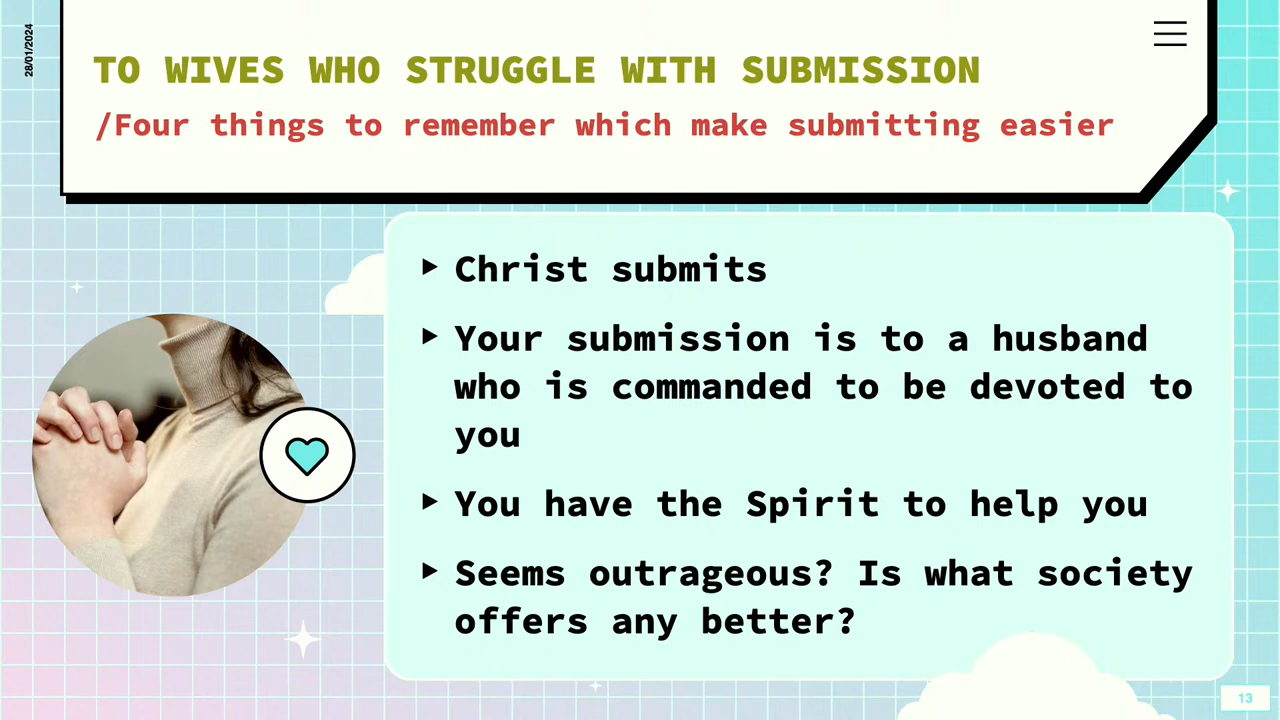 28/01/2024
TO WIVES WHO STRUGGLE WITH SUBMISSION
/Four things to remember which make submitting easier
▸ Christ submits
▸ Your submission is to a husband
who is commanded to be devoted to
you
▸ You have the Spirit to help you
▸ Seems outrageous? Is what society
offers any better?
13